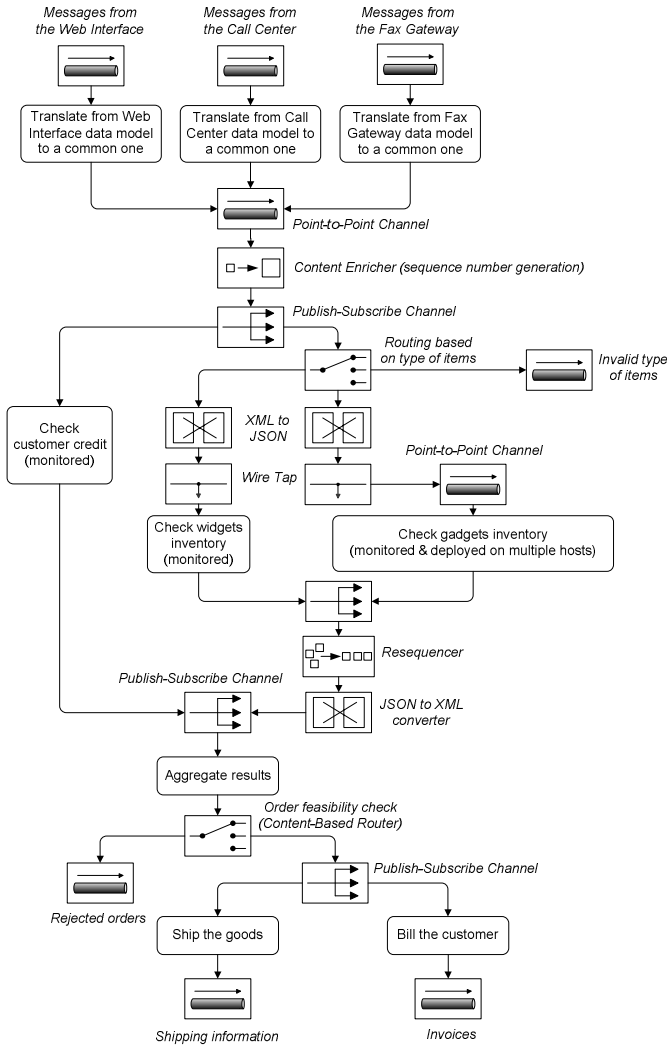 Messages from
the Web Interface
Messages from
the Call Center
Messages from
the Fax Gateway
Translate from Web
Interface data model
to a common one
Translate from Call
Center data model to
a common one
Translate from Fax
Gateway data model
to a common one
Point-to-Point Channel
Content Enricher (sequence number generation)
Publish-Subscribe Channel
Routing based
on type of items
Invalid type
of items
Check
customer credit
(monitored)
XML to
JSON
Point-to-Point Channel
Wire Tap
Check widgets
inventory
(monitored)
Check gadgets inventory
(monitored & deployed on multiple hosts)
Resequencer
Publish-Subscribe Channel
JSON to XML
converter
Aggregate results
Order feasibility check
(Content-Based Router)
Publish-Subscribe Channel
Rejected orders
Ship the goods
Bill the customer
Shipping information
Invoices